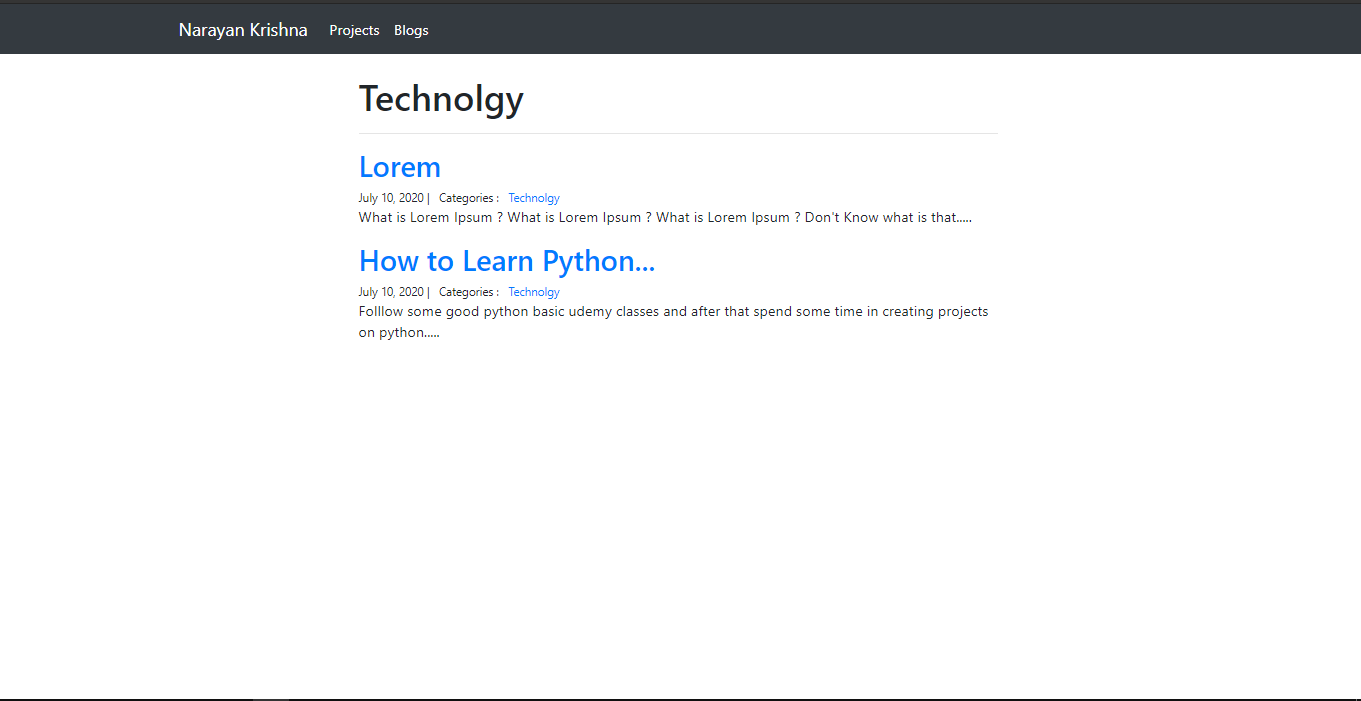 Narayan Krishna Projects Blogs
Technolgy
Lorem
July 10, 2020 | Categories : Technolgy
What is Lorem Ipsum ? What is Lorem Ipsum ? What is Lorem Ipsum ? Don't Know what is that.....
How to Learn Python...
July 10, 2020 | Categories : Technolgy
Folllow some good python basic udemy classes and after that spend some time in creating projects
on python.....